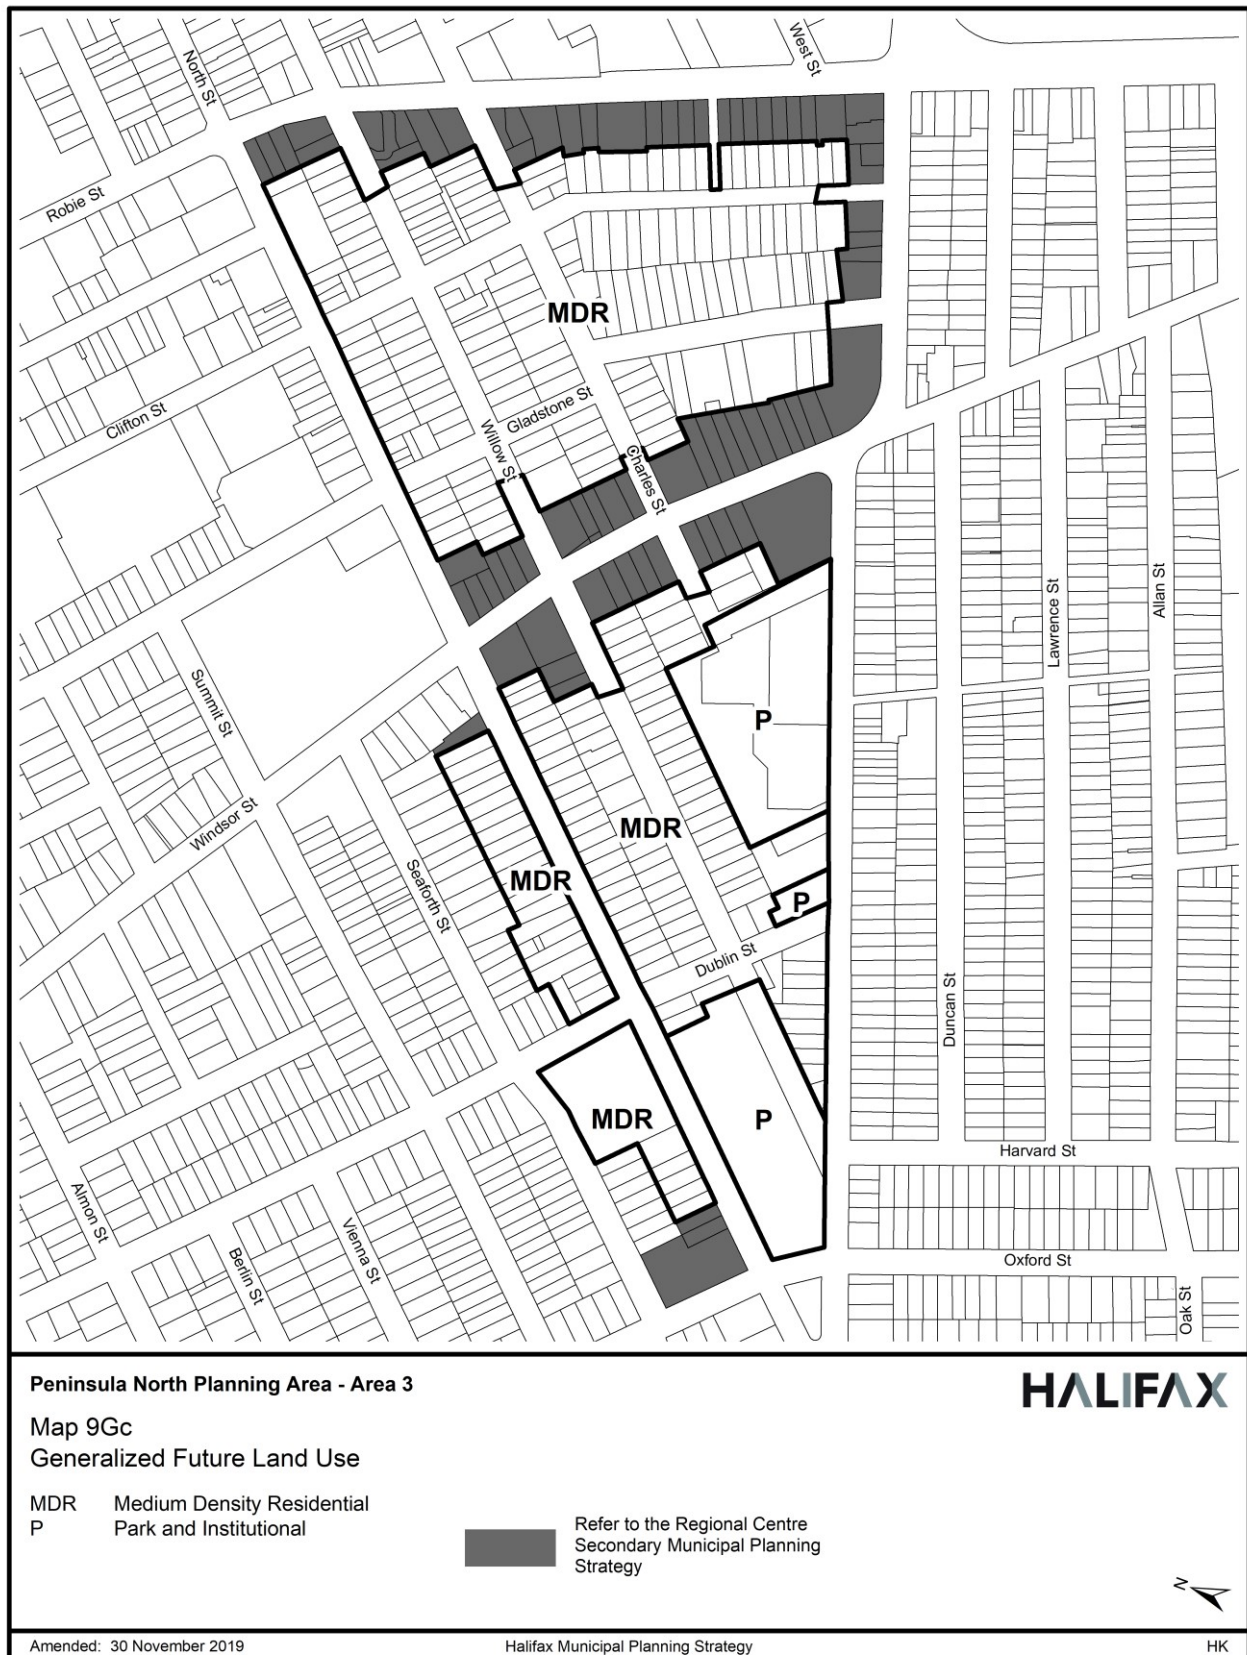 North St
West St
Robie St
MDR
Clifton St
Gladstone St
Willow St
Charles St
Allan St
Lawrence St
Summit St
P
Windsor St
MDR
Seaforth St
MDR
P
Dublin St
Duncan St
MDR
P
Harvard St
Almon St
Berlin St
Vienna St
Oxford St
Oak St
Peninsula North Planning Area - Area 3
HALIFAX
Map 9Gc
Generalized Future Land Use
MDR Medium Density Residential
P Park and Institutional
Refer to the Regional Centre
Secondary Municipal Planning
Strategy
N
Amended: 30 November 2019
Halifax Municipal Planning Strategy
HK